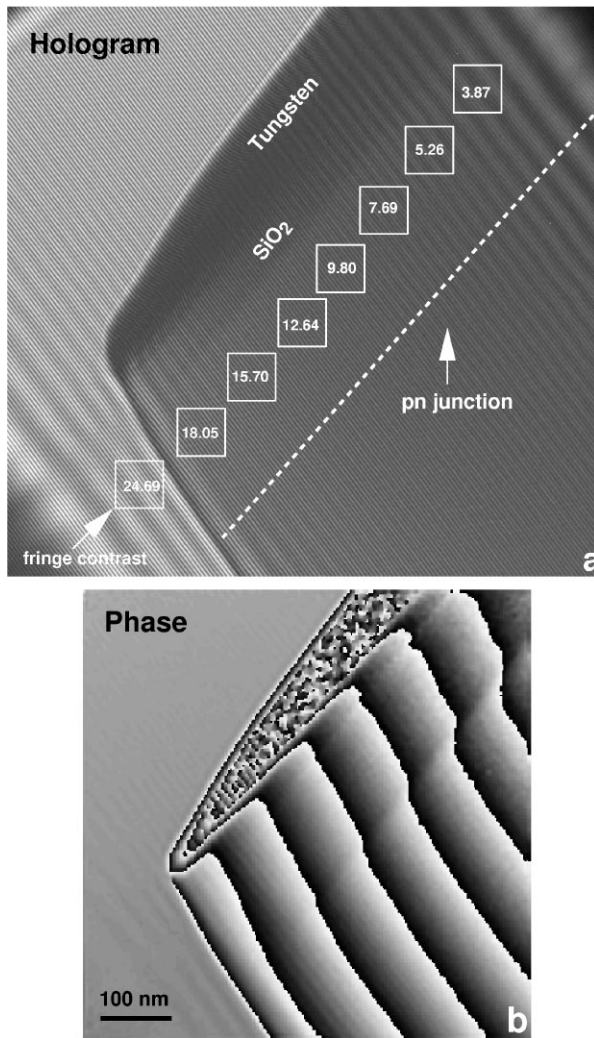 Hologram
Tungsten
SiO₂
3.87
5.26
7.69
9.80
12.64
15.70
18.05
24.69
pn junction
fringe contrast
a
Phase
100 nm
b